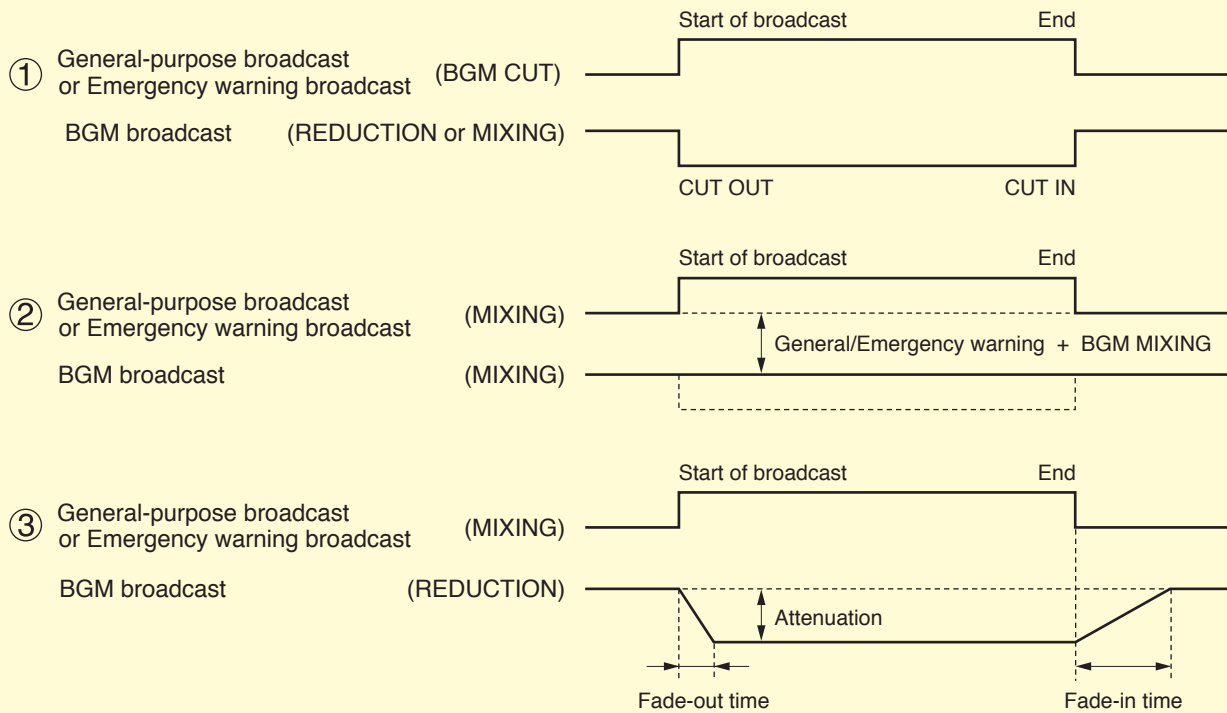 Start of broadcast End
① General-purpose broadcast
or Emergency warning broadcast (BGM CUT)
BGM broadcast (REDUCTION or MIXING)
CUT OUT CUT IN
Start of broadcast End
② General-purpose broadcast
or Emergency warning broadcast (MIXING)
General/Emergency warning + BGM MIXING
BGM broadcast (MIXING)
Start of broadcast End
③ General-purpose broadcast
or Emergency warning broadcast (MIXING)
BGM broadcast (REDUCTION)
Attenuation
Fade-out time Fade-in time